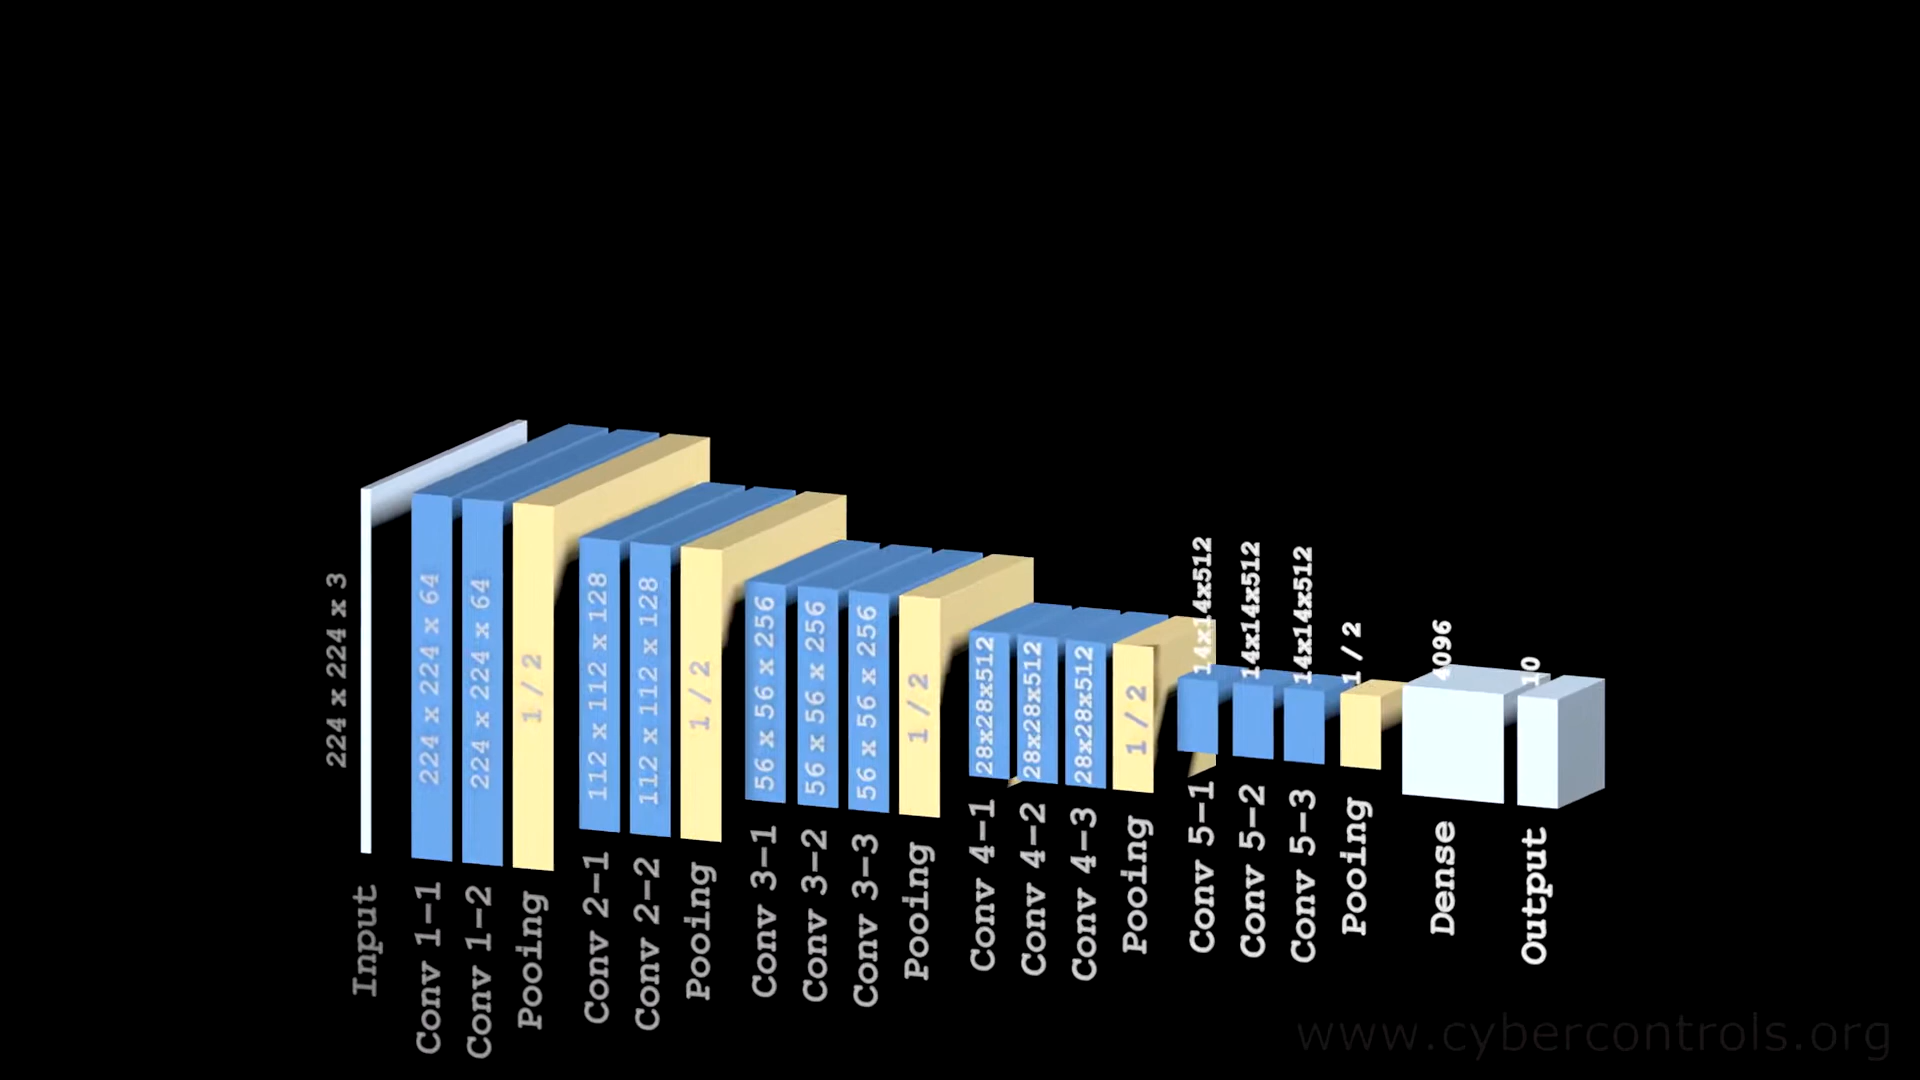 224 x 224 x 3
224 x 224 x 64
224 x 224 x 64
1/2
112 x 112 x 128
112 x 112 x 128
1/2
56 x 56 x 256
56 x 56 x 256
56 x 56 x 256
1/2
28x28x512
28x28x512
28x28x512
1/2
14x14x512
14x14x512
14x14x512
1/2
4096
10
Input
Conv 1-1
Conv 1-2
Pooing
Conv 2-1
Conv 2-2
Pooing
Conv 3-1
Conv 3-2
Conv 3-3
Pooing
Conv 4-1
Conv 4-2
Conv 4-3
Pooing
Conv 5-1
Conv 5-2
Conv 5-3
Pooing
Dense
Output
www.cybercontrols.org